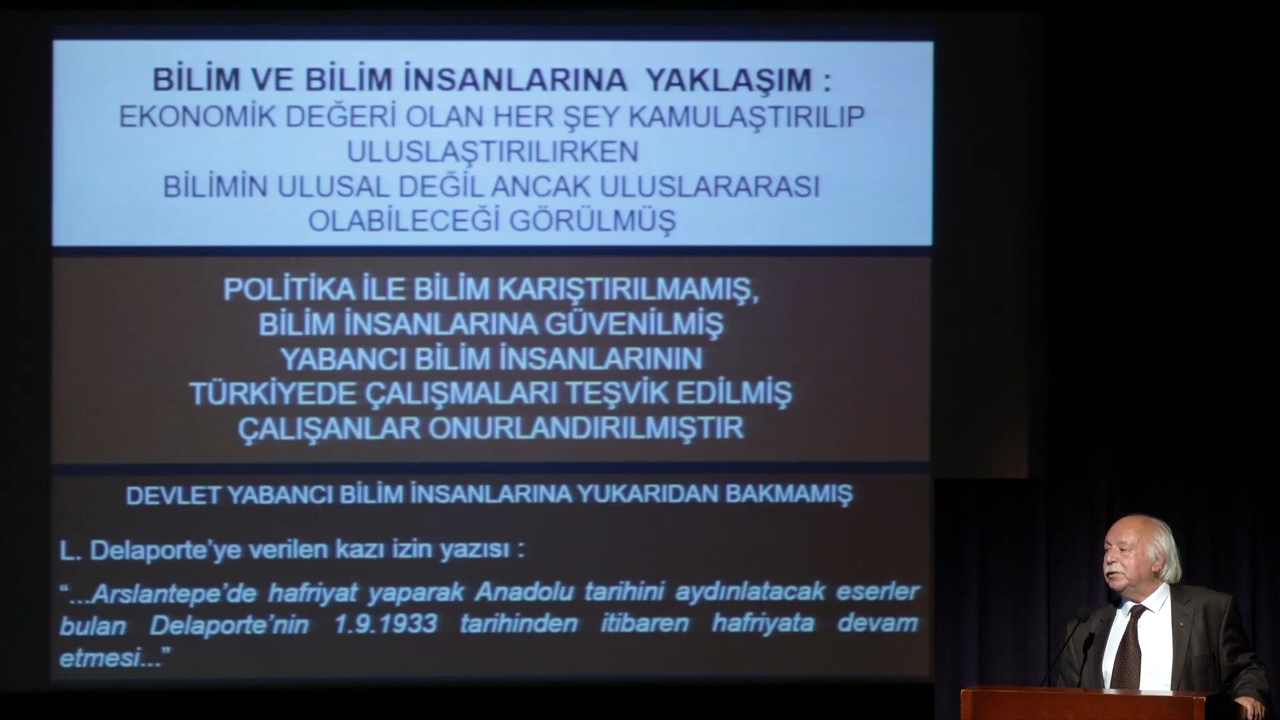 BİLİM VE BİLİM İNSANLARINA YAKLAŞIM :
EKONOMİK DEĞERİ OLAN HER ŞEY KAMULAŞTIRILIP
ULUSLAŞTIRILIRKEN
BİLİMİN ULUSAL DEĞİL ANCAK ULUSLARARASI
OLABİLECEĞİ GÖRÜLMÜŞ
POLİTİKA İLE BİLİM KARIŞTIRILMAMIŞ,
BİLİM İNSANLARINA GÜVENİLMİŞ
YABANCI BİLİM İNSANLARININ
TÜRKİYEDE ÇALIŞMALARI TEŞVİK EDİLMİŞ
ÇALIŞANLAR ONURLANDIRILMIŞTIR
DEVLET YABANCI BİLİM İNSANLARINA YUKARIDAN BAKMAMIŞ
L. Delaporte’ye verilen kazı izin yazısı :
“...Arslantepe’de hafriyat yaparak Anadolu tarihini aydınlatacak eserler
bulan Delaporte’nin 1.9.1933 tarihinden itibaren hafriyata devam
etmesi...”